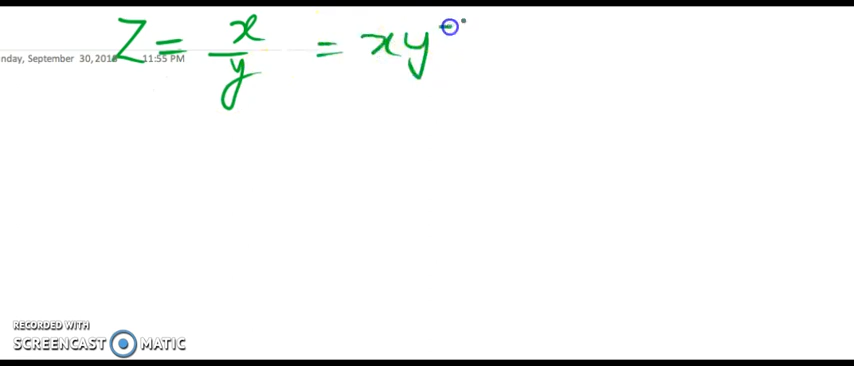 Z = x/y = xy⁻
nday, September 30, 201 11:55 PM
RECORDED WITH
SCREENCAST MATIC